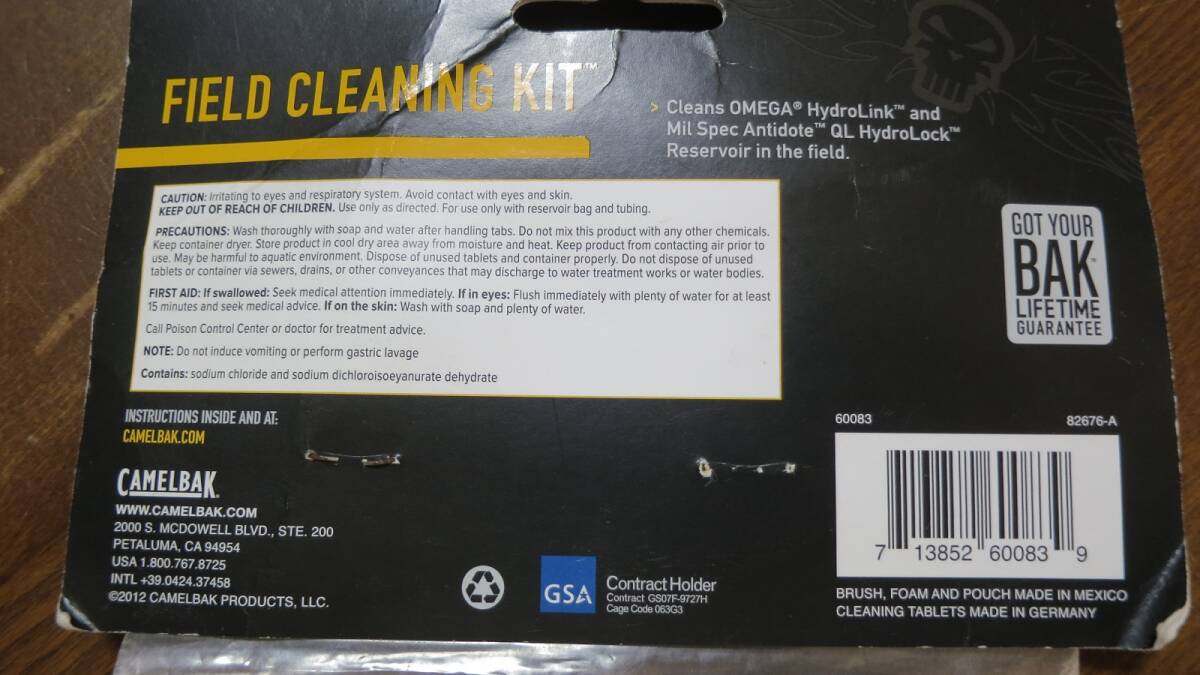 FIELD CLEANING KIT™
> Cleans OMEGA® HydroLink™ and
Mil Spec Antidote™ QL HydroLock™
Reservoir in the field.
CAUTION: Irritating to eyes and respiratory system. Avoid contact with eyes and skin.
KEEP OUT OF REACH OF CHILDREN. Use only as directed. For use only with reservoir bag and tubing.
PRECAUTIONS: Wash thoroughly with soap and water after handling tabs. Do not mix this product with any other chemicals.
Keep container dryer. Store product in cool dry area away from moisture and heat. Keep product from contacting air prior to
use. May be harmful to aquatic environment. Dispose of unused tablets and container properly. Do not dispose of unused
tablets or container via sewers, drains, or other conveyances that may discharge to water treatment works or water bodies.
FIRST AID: If swallowed: Seek medical attention immediately. If in eyes: Flush immediately with plenty of water for at least
15 minutes and seek medical advice. If on the skin: Wash with soap and plenty of water.
Call Poison Control Center or doctor for treatment advice.
NOTE: Do not induce vomiting or perform gastric lavage
Contains: sodium chloride and sodium dichloroisoeyanurate dehydrate
GOT YOUR
BAK™
LIFETIME
GUARANTEE
INSTRUCTIONS INSIDE AND AT:
CAMELBAK.COM
CAMELBAK®
WWW.CAMELBAK.COM
2000 S. MCDOWELL BLVD., STE. 200
PETALUMA, CA 94954
USA 1.800.767.8725
INTL +39.0424.37458
©2012 CAMELBAK PRODUCTS, LLC.
GSA
Contract Holder
Contract GS07F-9727H
Cage Code 063G3
60083 82676-A
7 13852 60083 9
BRUSH, FOAM AND POUCH MADE IN MEXICO
CLEANING TABLETS MADE IN GERMANY